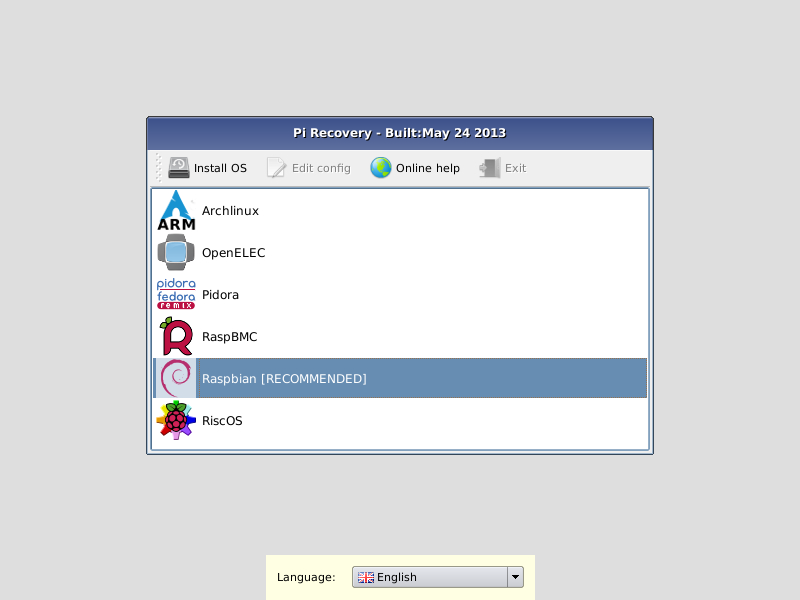 Pi Recovery - Built:May 24 2013
Install OS Edit config Online help Exit
ARM Archlinux
OpenELEC
pidora fedora remix Pidora
RaspBMC
Raspbian [RECOMMENDED]
RiscOS
Language: English